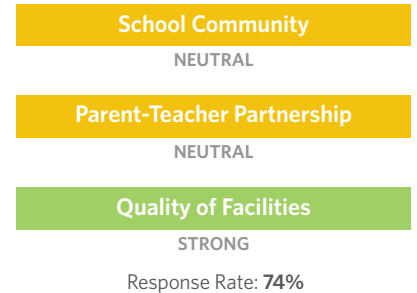 School Community
NEUTRAL
Parent-Teacher Partnership
NEUTRAL
Quality of Facilities
STRONG
Response Rate: 74%